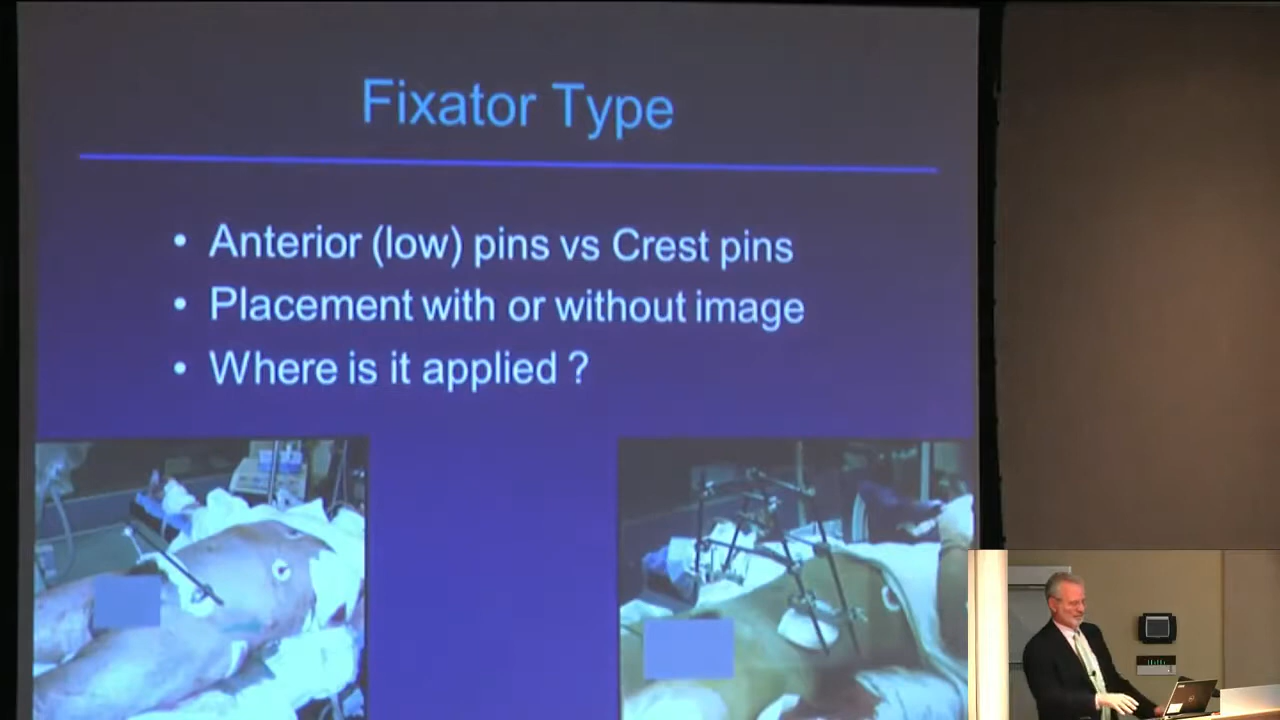 Fixator Type
• Anterior (low) pins vs Crest pins
• Placement with or without image
• Where is it applied ?